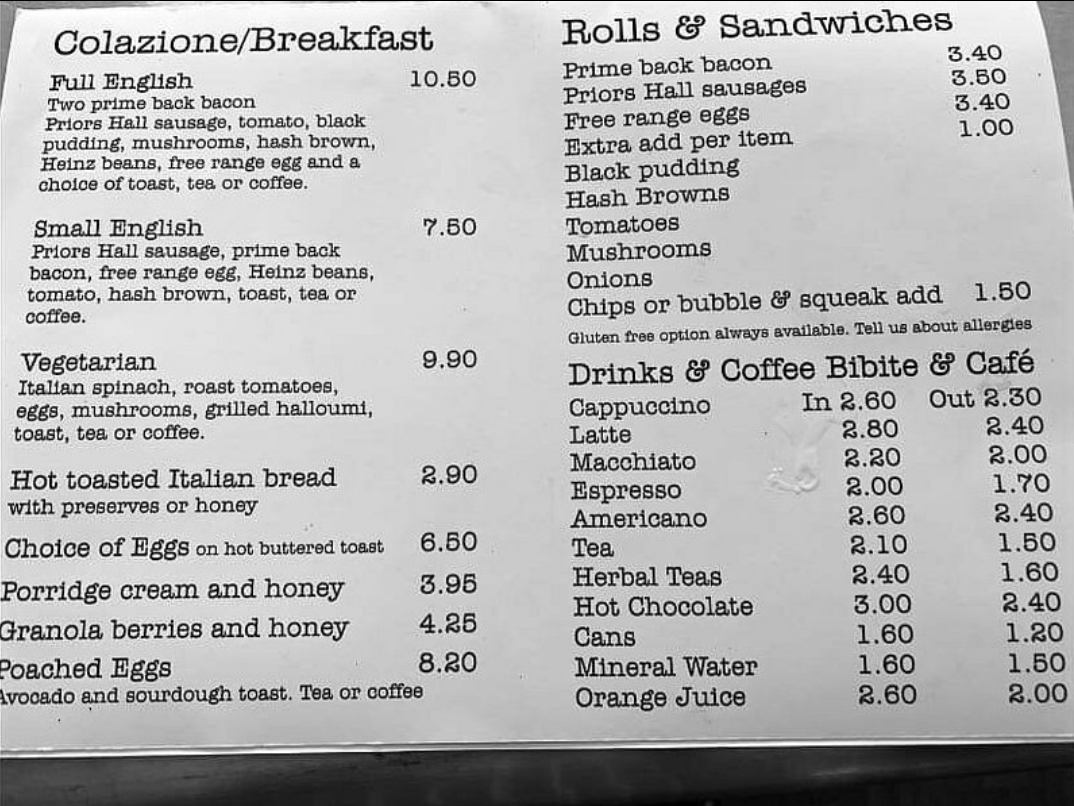 Colazione/Breakfast
Full English 10.50
Two prime back bacon
Priors Hall sausage, tomato, black
pudding, mushrooms, hash brown,
Heinz beans, free range egg and a
choice of toast, tea or coffee.
Small English 7.50
Priors Hall sausage, prime back
bacon, free range egg, Heinz beans,
tomato, hash brown, toast, tea or
coffee.
Vegetarian 9.90
Italian spinach, roast tomatoes,
eggs, mushrooms, grilled halloumi,
toast, tea or coffee.
Hot toasted Italian bread 2.90
with preserves or honey
Choice of Eggs on hot buttered toast 6.50
Porridge cream and honey 3.95
Granola berries and honey 4.25
Poached Eggs 8.20
Avocado and sourdough toast. Tea or coffee
Rolls & Sandwiches
Prime back bacon 3.40
Priors Hall sausages 3.50
Free range eggs 3.40
Extra add per item 1.00
Black pudding
Hash Browns
Tomatoes
Mushrooms
Onions
Chips or bubble & squeak add 1.50
Gluten free option always available. Tell us about allergies
Drinks & Coffee Bibite & Café
Cappuccino In 2.60 Out 2.30
Latte 2.80 2.40
Macchiato 2.20 2.00
Espresso 2.00 1.70
Americano 2.60 2.40
Tea 2.10 1.50
Herbal Teas 2.40 1.60
Hot Chocolate 3.00 2.40
Cans 1.60 1.20
Mineral Water 1.60 1.50
Orange Juice 2.60 2.00